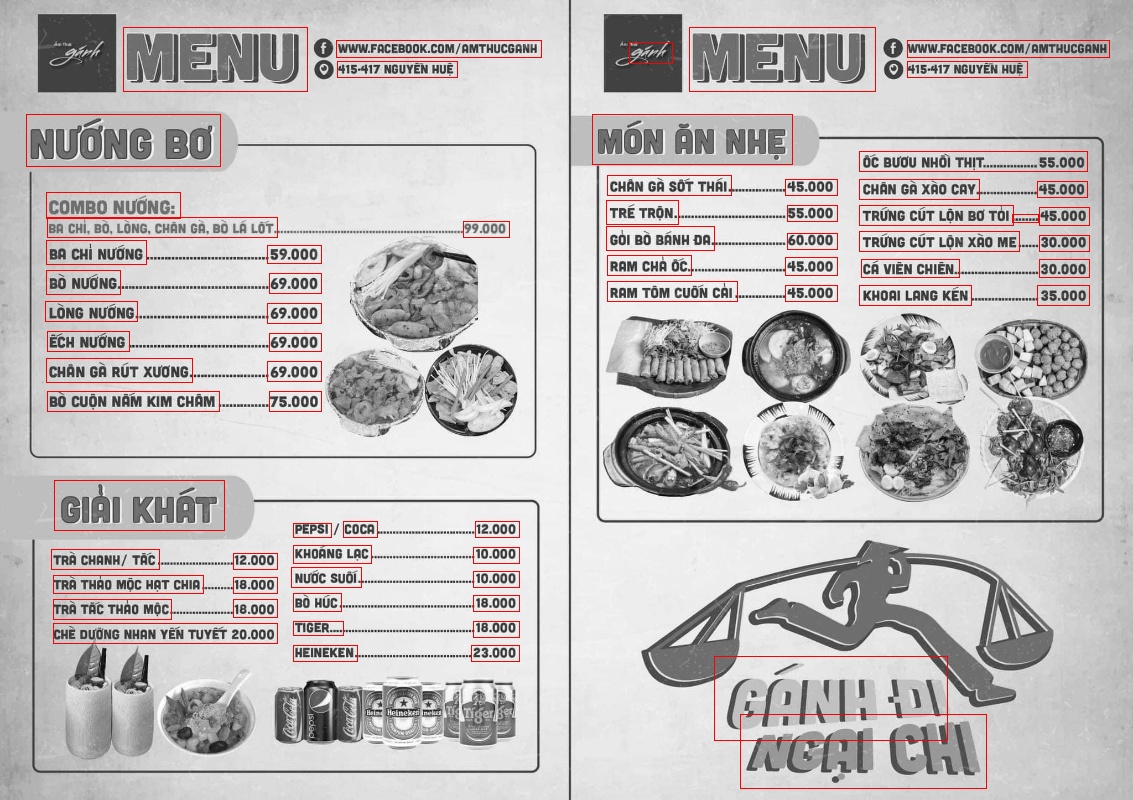 Ẩm thực
gánh
MENU
WWW.FACEBOOK.COM/AMTHUCGANH
415-417 NGUYỄN HUỆ
NƯỚNG BƠ
COMBO NƯỚNG:
BA CHỈ, BÒ, LÒNG, CHÂN GÀ, BÒ LÁ LỐT 99.000
BA CHỈ NƯỚNG 59.000
BÒ NƯỚNG 69.000
LÒNG NƯỚNG 69.000
ẾCH NƯỚNG 69.000
CHÂN GÀ RÚT XƯƠNG 69.000
BÒ CUỘN NẤM KIM CHÂM 75.000
GIẢI KHÁT
TRÀ CHANH/ TẮC 12.000
TRÀ THẢO MỘC HẠT CHIA 18.000
TRÀ TẮC THẢO MỘC 18.000
CHÈ DƯỠNG NHAN YẾN TUYẾT 20.000
PEPSI / COCA 12.000
KHOÁNG LẠC 10.000
NƯỚC SUỐI 10.000
BÒ HÚC 18.000
TIGER.... 18.000
HEINEKEN 23.000
Coca-Cola
pepsi
Coca-Cola
Heineken
Tiger
Ẩm thực
gánh
MENU
WWW.FACEBOOK.COM/AMTHUCGANH
415-417 NGUYỄN HUỆ
MÓN ĂN NHẸ
CHÂN GÀ SỐT THÁI 45.000
TRÉ TRỘN 55.000
GỎI BÒ BÁNH ĐA 60.000
RAM CHẢ ỐC 45.000
RAM TÔM CUỐN CẢI 45.000
ỐC BƯƠU NHỒI THỊT 55.000
CHÂN GÀ XÀO CAY 45.000
TRỨNG CÚT LỘN BƠ TỎI 45.000
TRỨNG CÚT LỘN XÀO ME 30.000
CÁ VIÊN CHIÊN 30.000
KHOAI LANG KÉN 35.000
GÁNH ĐI
NGẠI CHI